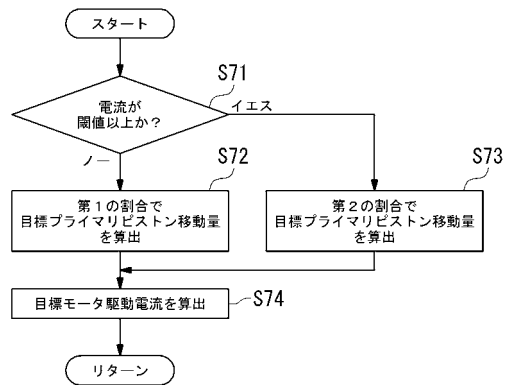 スタート
S71
電流が
閾値以上か？
イエス
ノー
S72
第１の割合で
目標プライマリピストン移動量
を算出
S73
第２の割合で
目標プライマリピストン移動量
を算出
目標モータ駆動電流を算出
S74
リターン